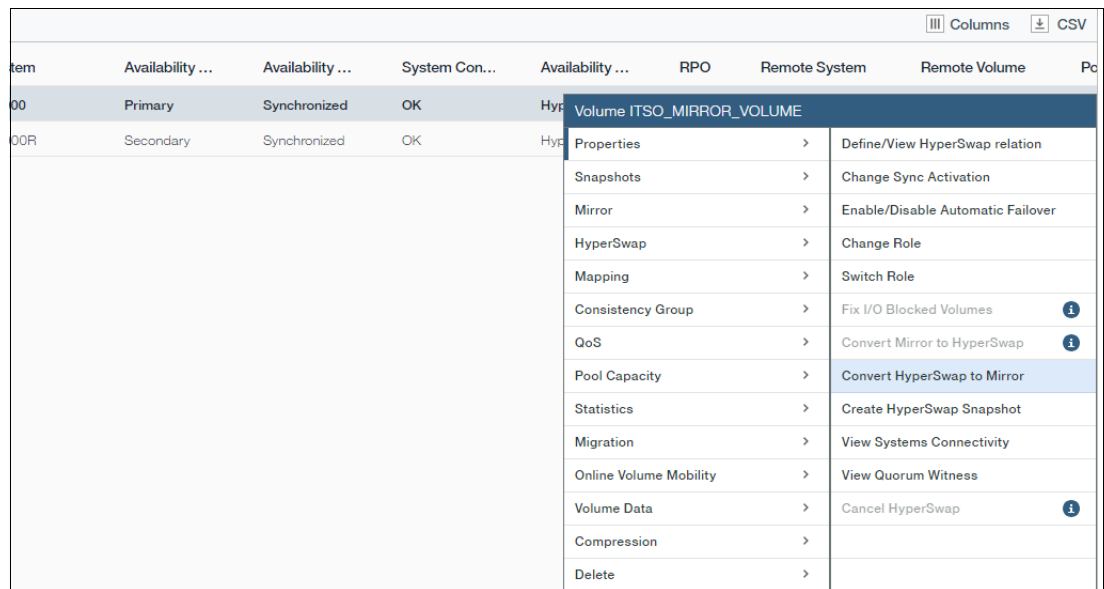 Columns CSV
tem Availability ... Availability ... System Con... Availability ... RPO Remote System Remote Volume Po
00 Primary Synchronized OK Hyp
00R Secondary Synchronized OK Hyp
Volume ITSO_MIRROR_VOLUME
Properties Define/View HyperSwap relation
Snapshots Change Sync Activation
Mirror Enable/Disable Automatic Failover
HyperSwap Change Role
Mapping Switch Role
Consistency Group Fix I/O Blocked Volumes
QoS Convert Mirror to HyperSwap
Pool Capacity Convert HyperSwap to Mirror
Statistics Create HyperSwap Snapshot
Migration View Systems Connectivity
Online Volume Mobility View Quorum Witness
Volume Data Cancel HyperSwap
Compression
Delete